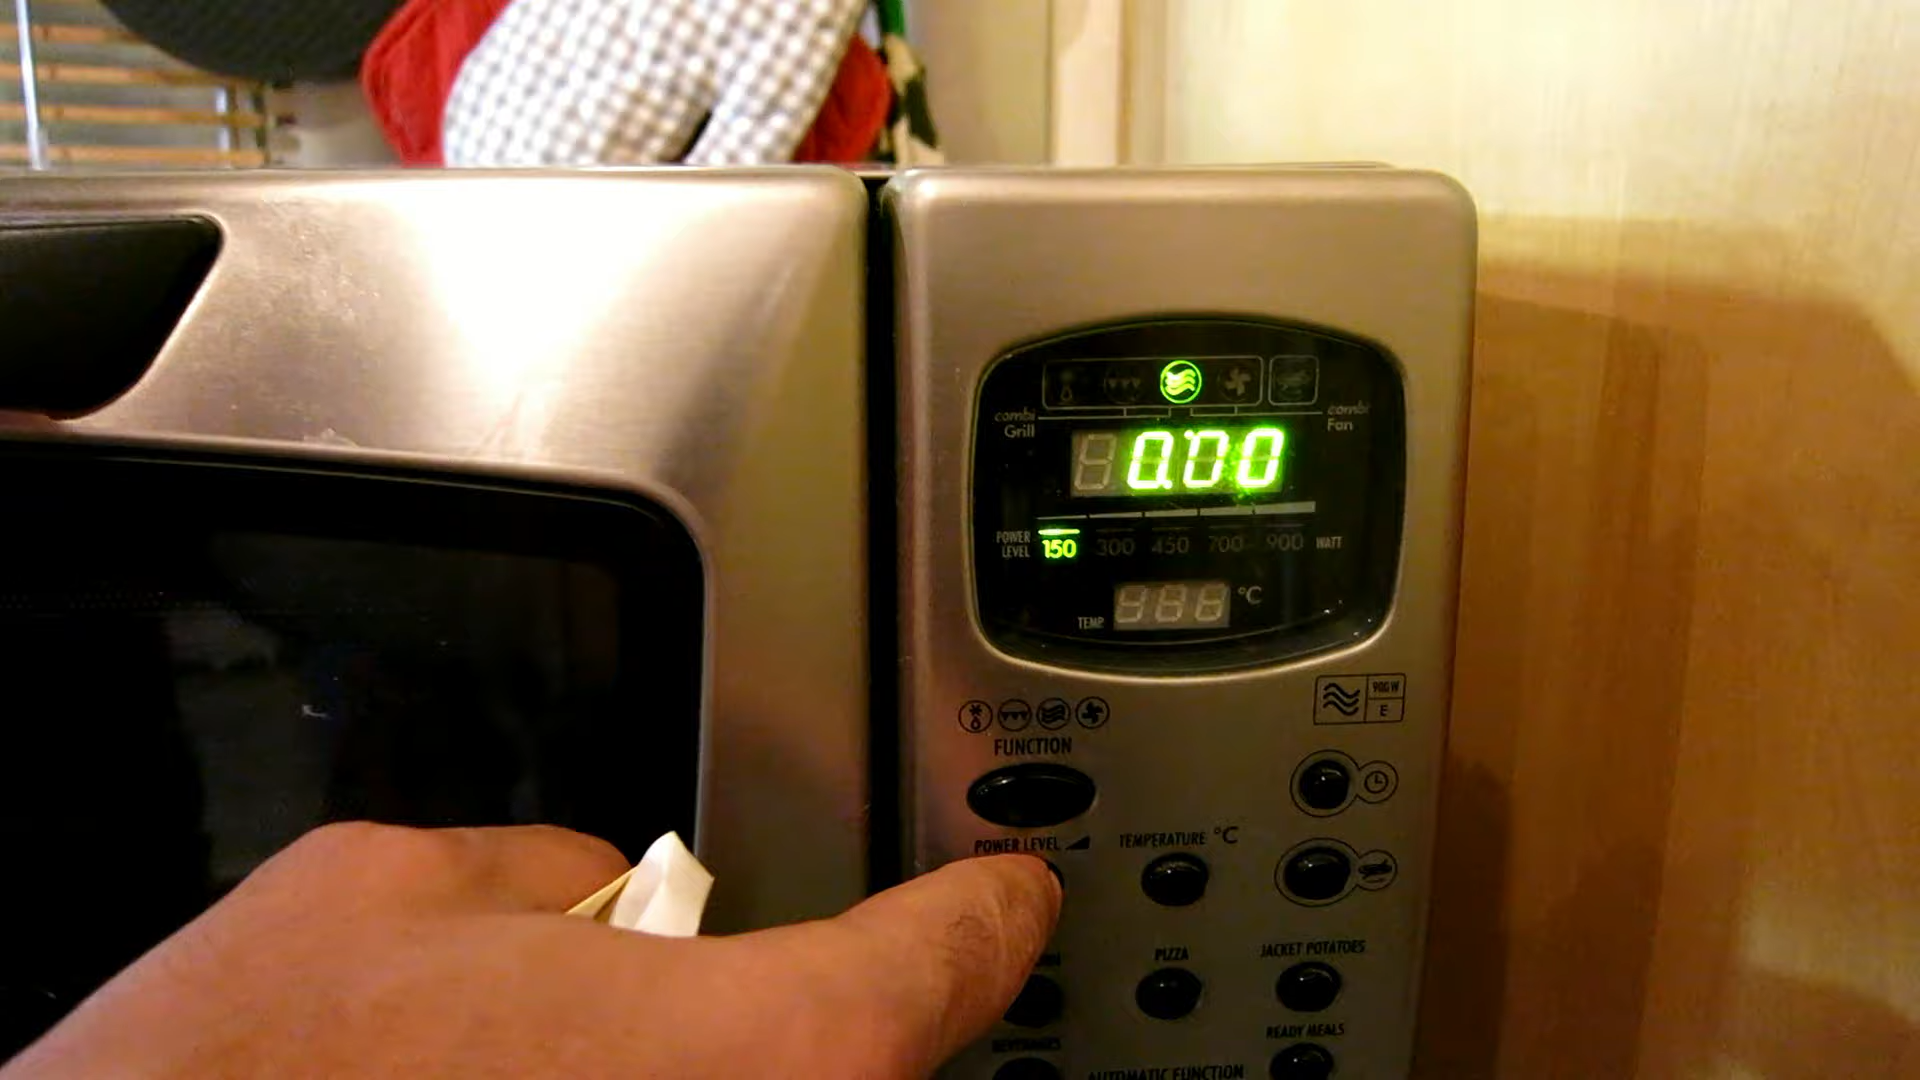 combi
Grill
combi
Fan
0:00
POWER
LEVEL
150 300 450 700 900 WATT
TEMP °C
900 W
E
FUNCTION
POWER LEVEL
TEMPERATURE °C
PIZZA
JACKET POTATOES
BEVERAGES
READY MEALS
AUTOMATIC FUNCTION